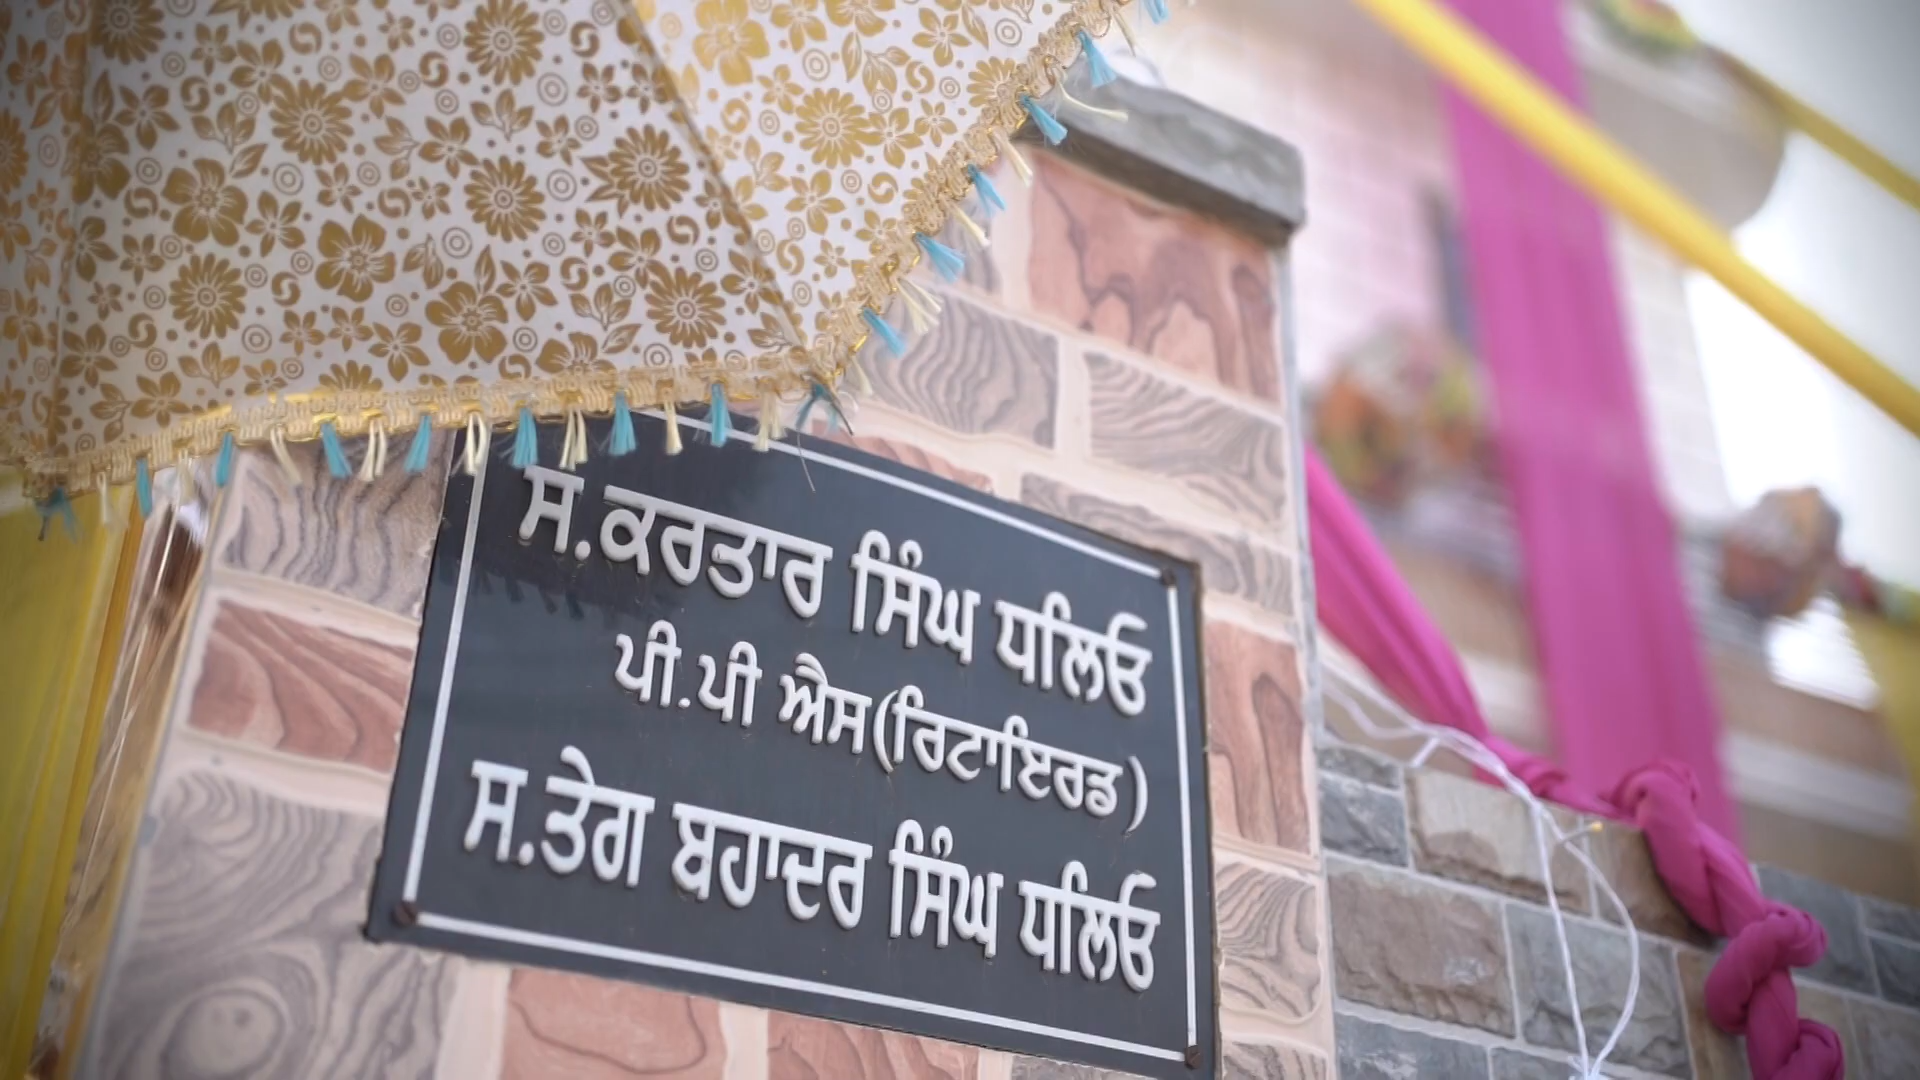 ਸ.ਕਰਤਾਰ ਸਿੰਘ ਧਲਿਓ
ਪੀ.ਪੀ ਐਸ(ਰਿਟਾਇਰਡ)
ਸ.ਤੇਗ ਬਹਾਦਰ ਸਿੰਘ ਧਲਿਓ